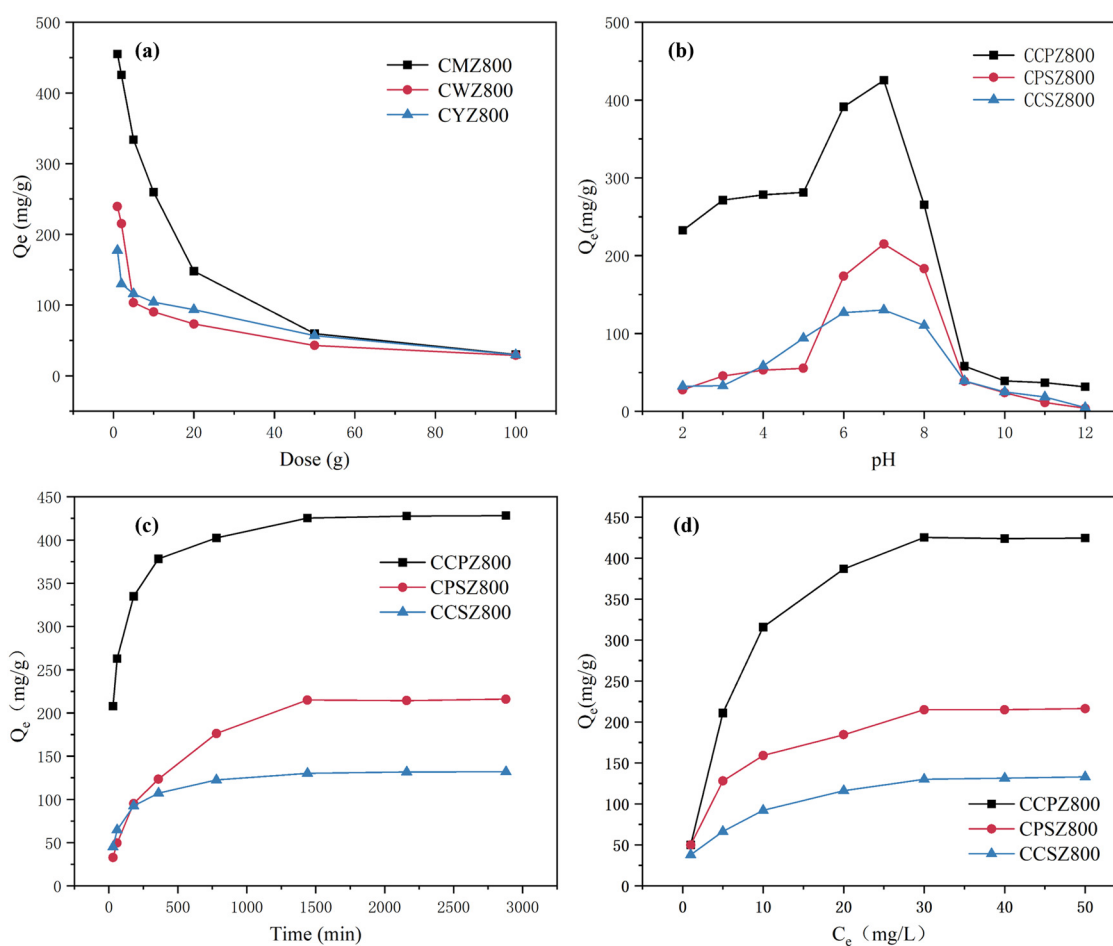 (a)
CMZ800
CWZ800
CYZ800
Qe (mg/g)
500
400
300
200
100
0
0 20 40 60 80 100
Dose (g)
(b)
CCPZ800
CPSZ800
CCSZ800
Qe(mg/g)
500
400
300
200
100
0
2 4 6 8 10 12
pH
(c)
CCPZ800
CPSZ800
CCSZ800
Qe（mg/g）
450
400
350
300
250
200
150
100
50
0
0 500 1000 1500 2000 2500 3000
Time (min)
(d)
CCPZ800
CPSZ800
CCSZ800
Qe(mg/g)
450
400
350
300
250
200
150
100
50
0
0 10 20 30 40 50
Ce（mg/L）